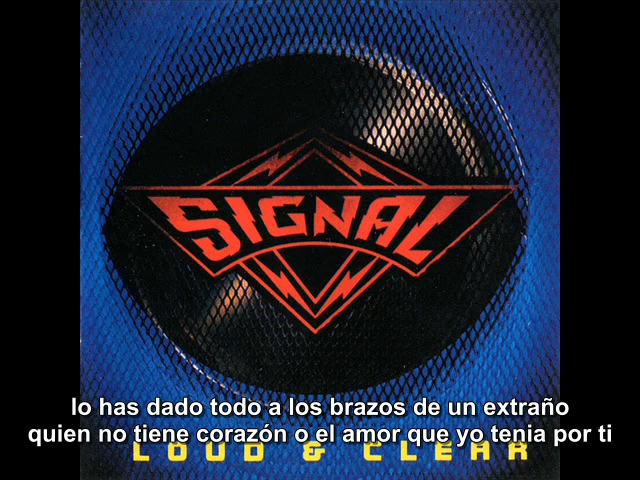 SIGNAL
lo has dado todo a los brazos de un extraño
quien no tiene corazón o el amor que yo tenia por ti
LOUD & CLEAR